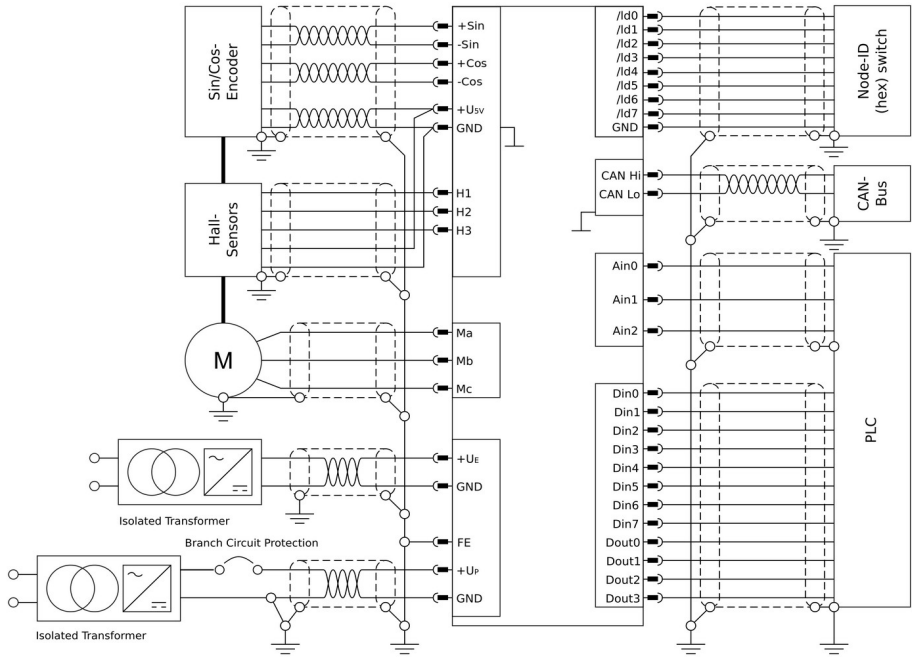 Sin/Cos-
Encoder
+Sin
-Sin
+Cos
-Cos
+U5V
GND
Hall-
Sensors
H1
H2
H3
M
Ma
Mb
Mc
Isolated Transformer
+UE
GND
Branch Circuit Protection
FE
+UP
GND
Isolated Transformer
/Id0
/Id1
/Id2
/Id3
/Id4
/Id5
/Id6
/Id7
GND
Node-ID
(hex) switch
CAN Hi
CAN Lo
CAN-
Bus
Ain0
Ain1
Ain2
Din0
Din1
Din2
Din3
Din4
Din5
Din6
Din7
Dout0
Dout1
Dout2
Dout3
PLC